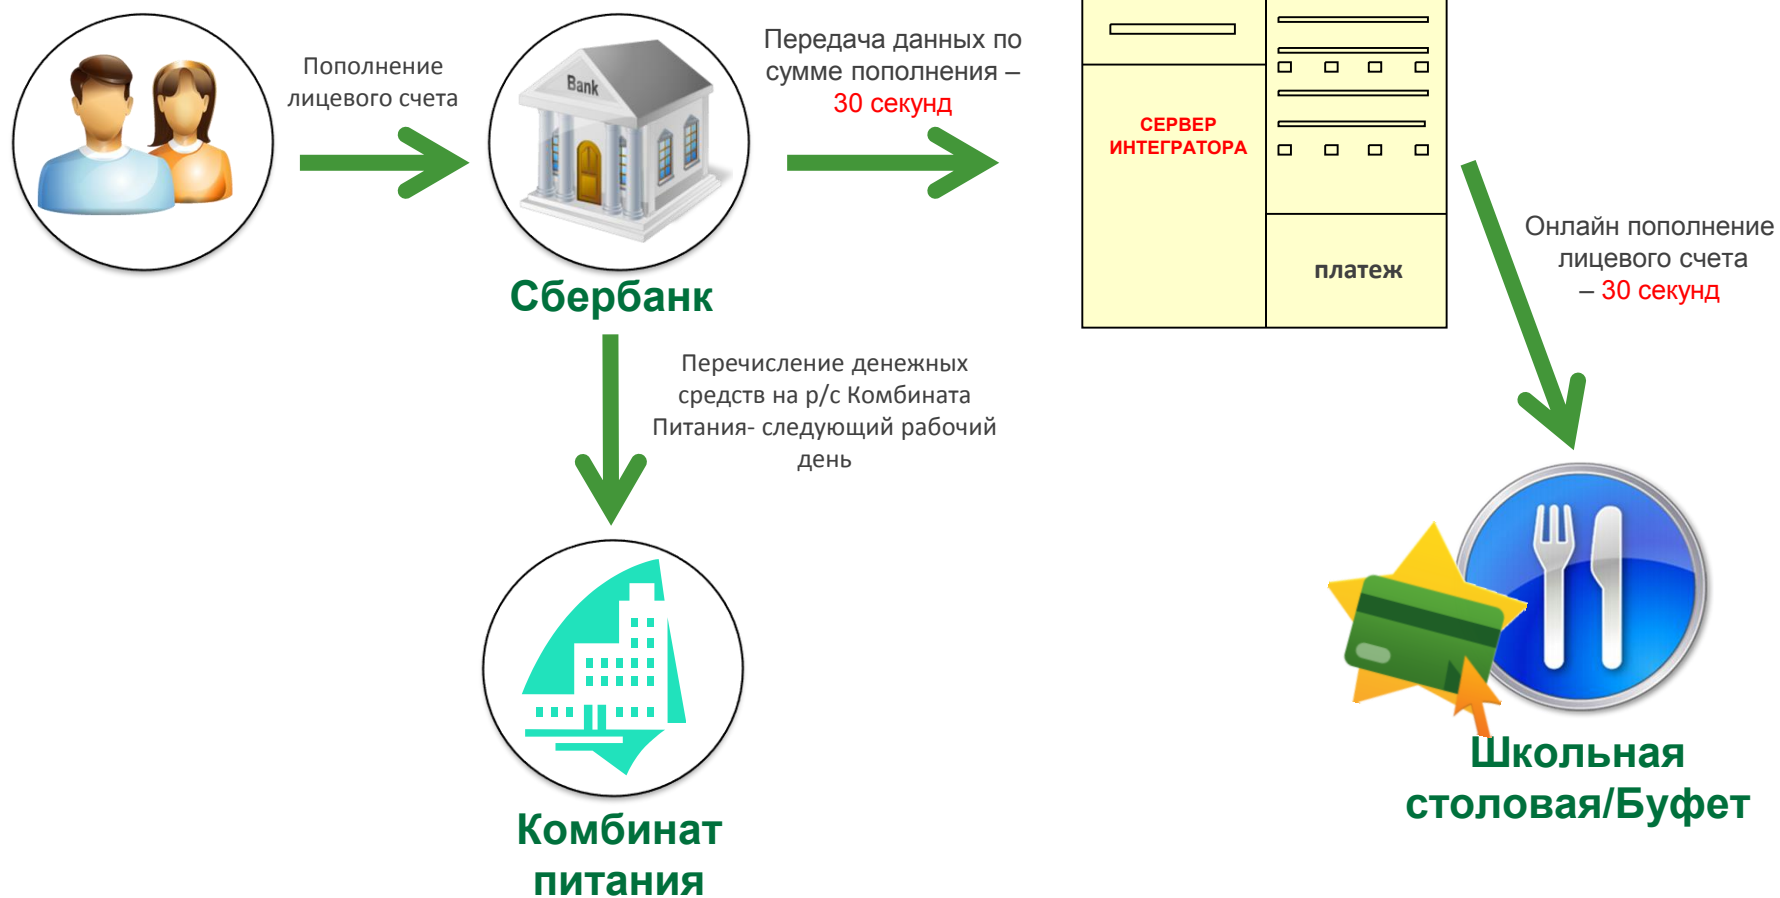 Пополнение
лицевого счета
Bank
Передача данных по
сумме пополнения –
30 секунд
СЕРВЕР
ИНТЕГРАТОРА
платеж
Онлайн пополнение
лицевого счета
– 30 секунд
Сбербанк
Перечисление денежных
средств на р/с Комбината
Питания- следующий рабочий
день
Комбинат
питания
Школьная
столовая/Буфет